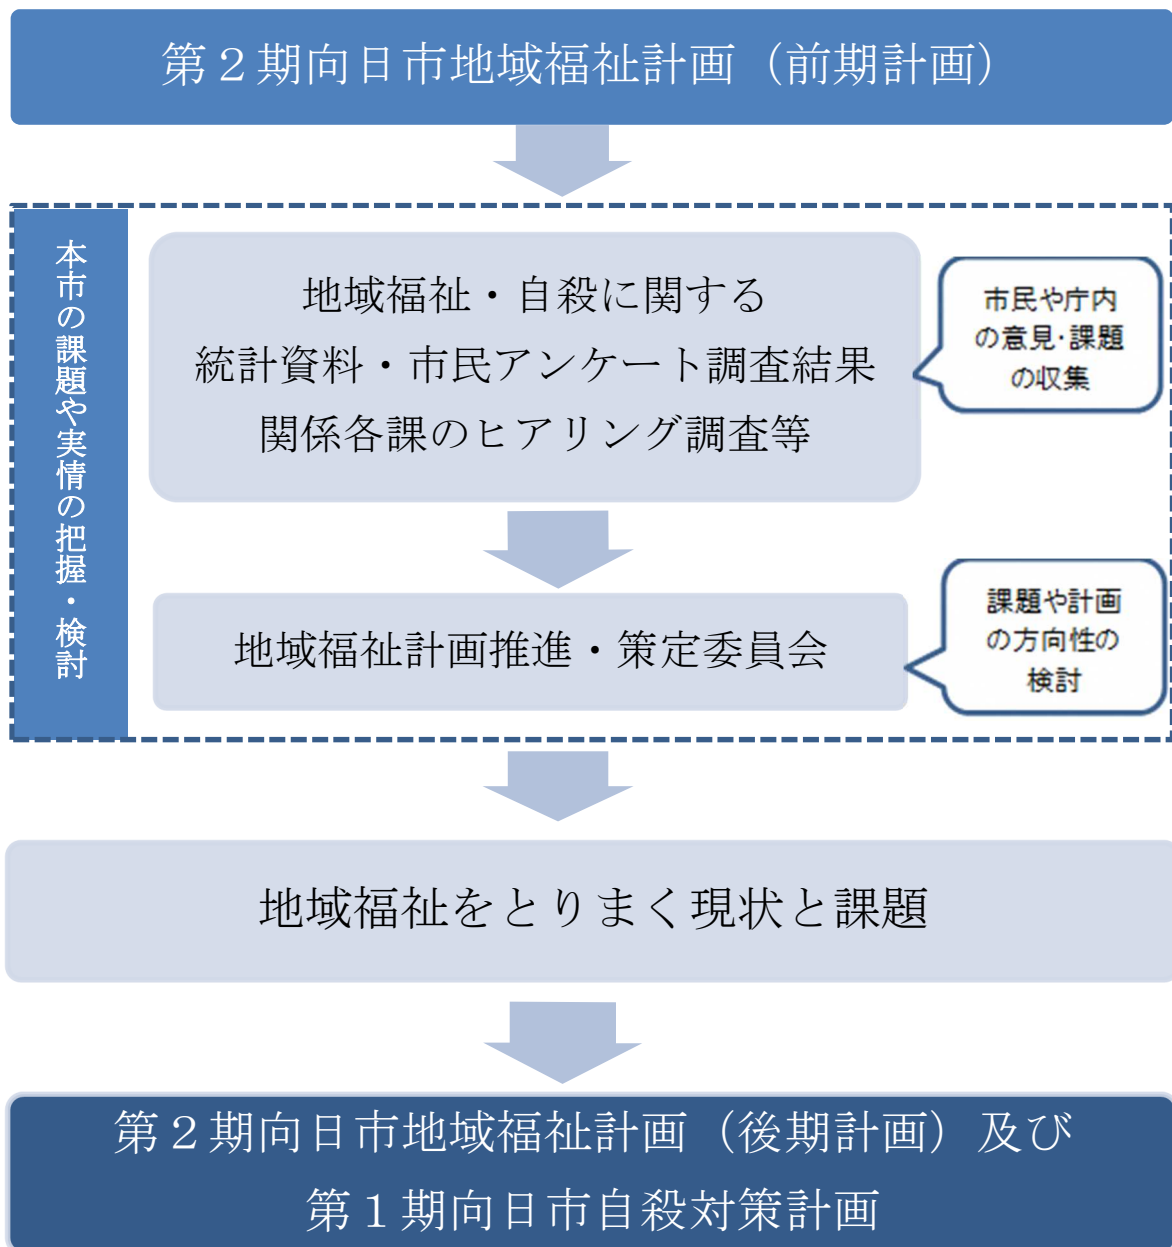 第２期向日市地域福祉計画（前期計画）
本市の課題や実情の把握・検討
地域福祉・自殺に関する
統計資料・市民アンケート調査結果
関係各課のヒアリング調査等
市民や庁内
の意見・課題
の収集
地域福祉計画推進・策定委員会
課題や計画
の方向性の
検討
地域福祉をとりまく現状と課題
第２期向日市地域福祉計画（後期計画）及び
第１期向日市自殺対策計画